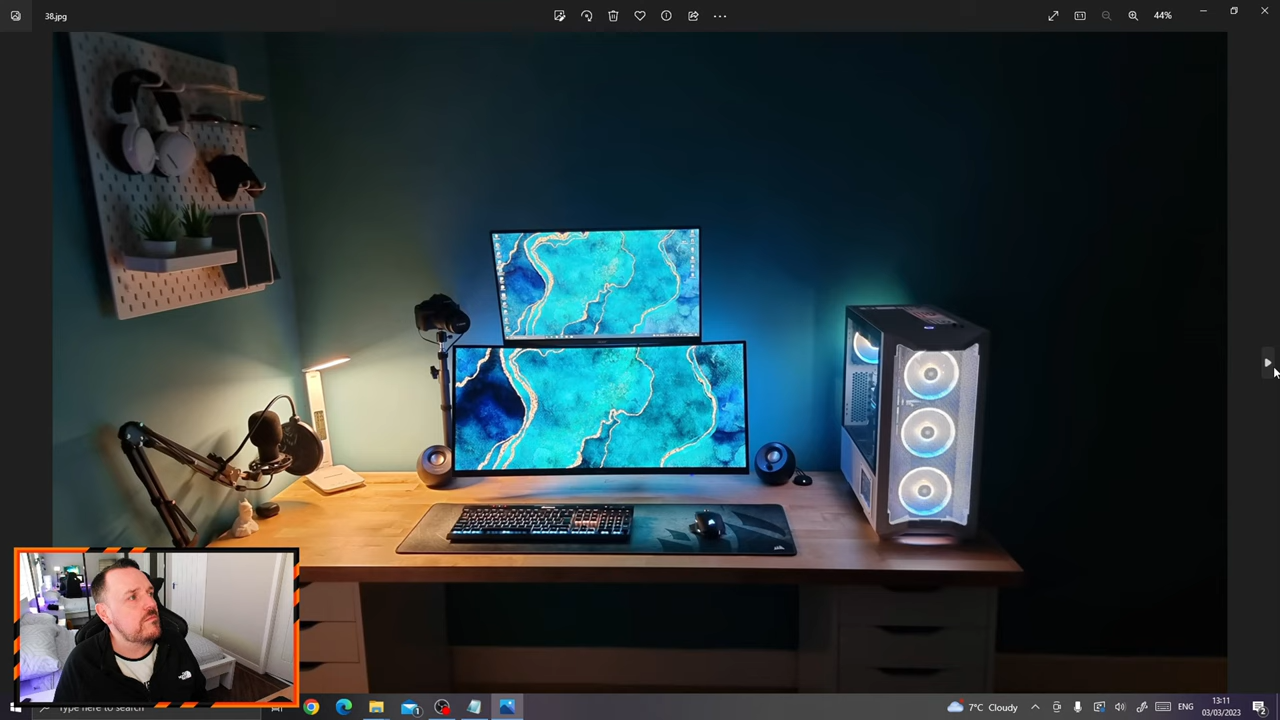 38.jpg
44%
Type here to search
7°C Cloudy
ENG
13:11
03/03/2023